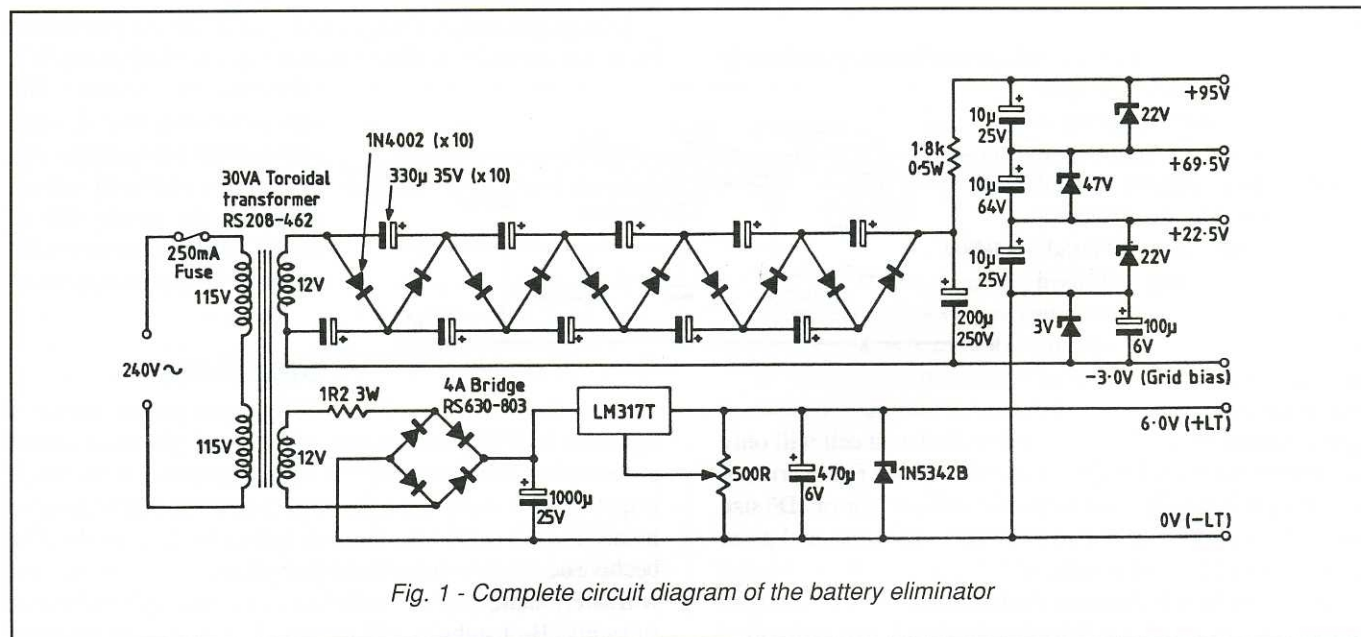 1N4002 (x10)
330µ 35V (x10)
30VA Toroidal
transformer
RS208-462
250mA
Fuse
115V
12V
240V～
115V
12V
1R2 3W
4A Bridge
RS630-803
LM317T
1000µ
25V
500R
470µ
6V
1N5342B
1.8k
0.5W
200µ
250V
10µ
25V
22V
+95V
10µ
64V
47V
+69.5V
10µ
25V
22V
+22.5V
3V
100µ
6V
-3.0V (Grid bias)
6.0V (+LT)
0V (-LT)
Fig. 1 - Complete circuit diagram of the battery eliminator